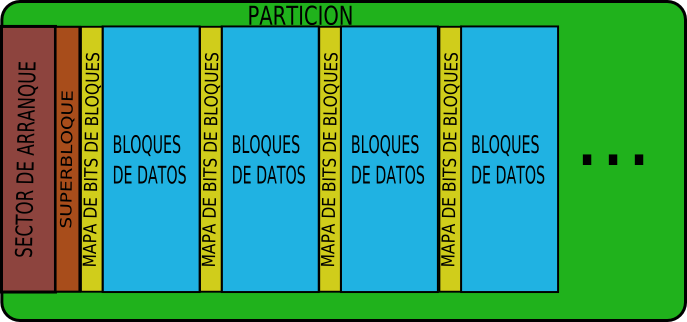 PARTICION
SECTOR DE ARRANQUE
SUPERBLOQUE
MAPA DE BITS DE BLOQUES
BLOQUES
DE DATOS
MAPA DE BITS DE BLOQUES
BLOQUES
DE DATOS
MAPA DE BITS DE BLOQUES
BLOQUES
DE DATOS
MAPA DE BITS DE BLOQUES
BLOQUES
DE DATOS
...